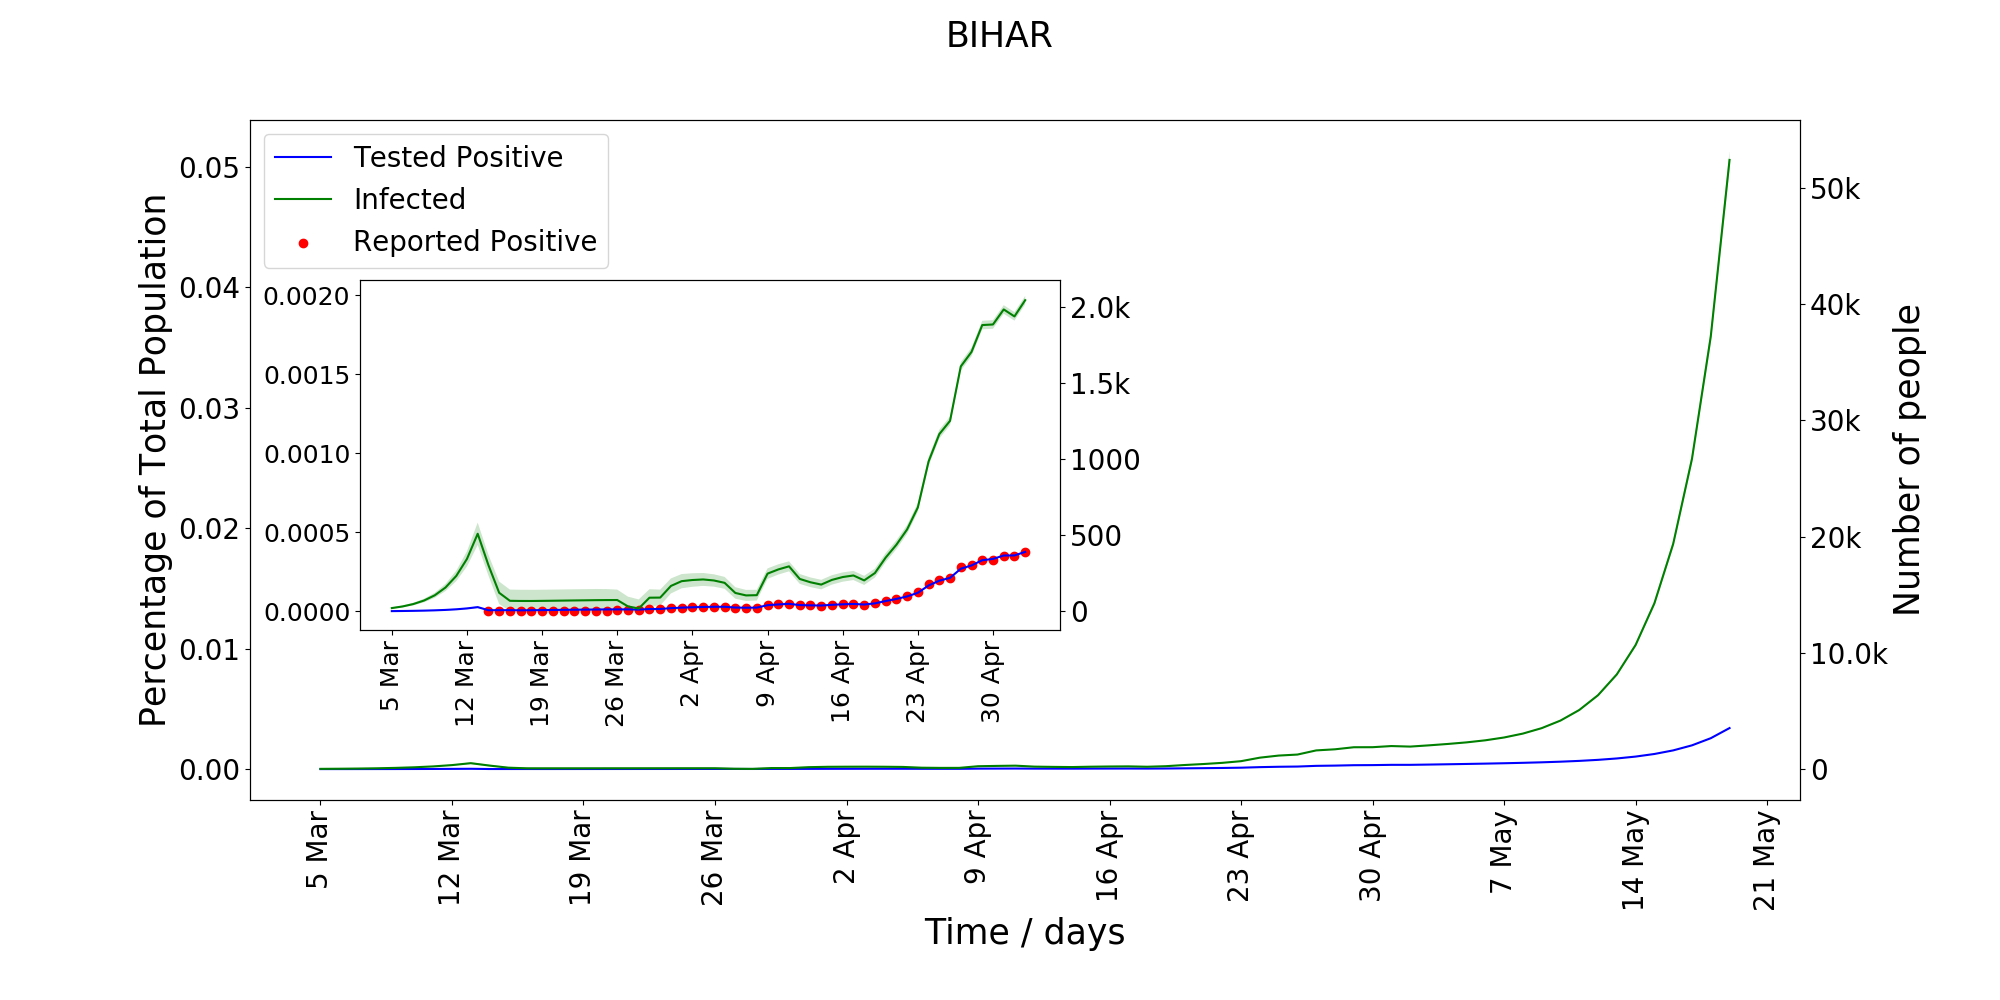 BIHAR
Tested Positive
Infected
Reported Positive
Percentage of Total Population
0.05
0.04
0.03
0.02
0.01
0.00
50k
40k
30k
20k
10.0k
0
Number of people
0.0020
0.0015
0.0010
0.0005
0.0000
2.0k
1.5k
1000
500
0
5 Mar
12 Mar
19 Mar
26 Mar
2 Apr
9 Apr
16 Apr
23 Apr
30 Apr
5 Mar
12 Mar
19 Mar
26 Mar
2 Apr
9 Apr
16 Apr
23 Apr
30 Apr
7 May
14 May
21 May
Time / days